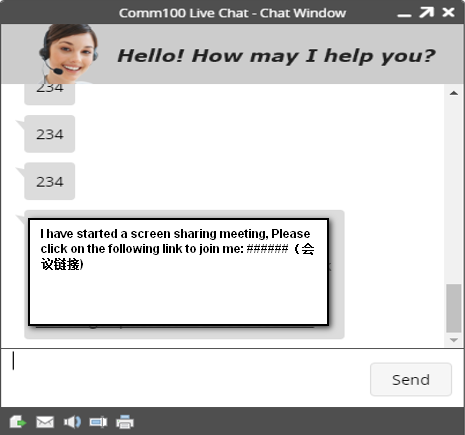 Comm100 Live Chat - Chat Window
Hello! How may I help you?
234
234
234
I have started a screen sharing meeting, Please
click on the following link to join me: ######（会
议链接)
Send